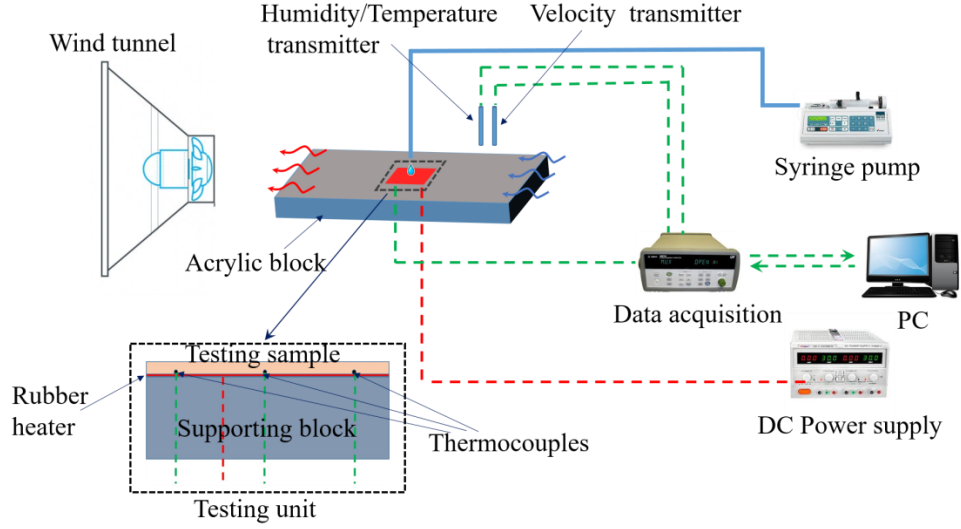 Humidity/Temperature
transmitter
Velocity transmitter
Wind tunnel
Syringe pump
Acrylic block
Data acquisition
PC
Testing sample
Rubber
heater
Supporting block
Thermocouples
DC Power supply
Testing unit